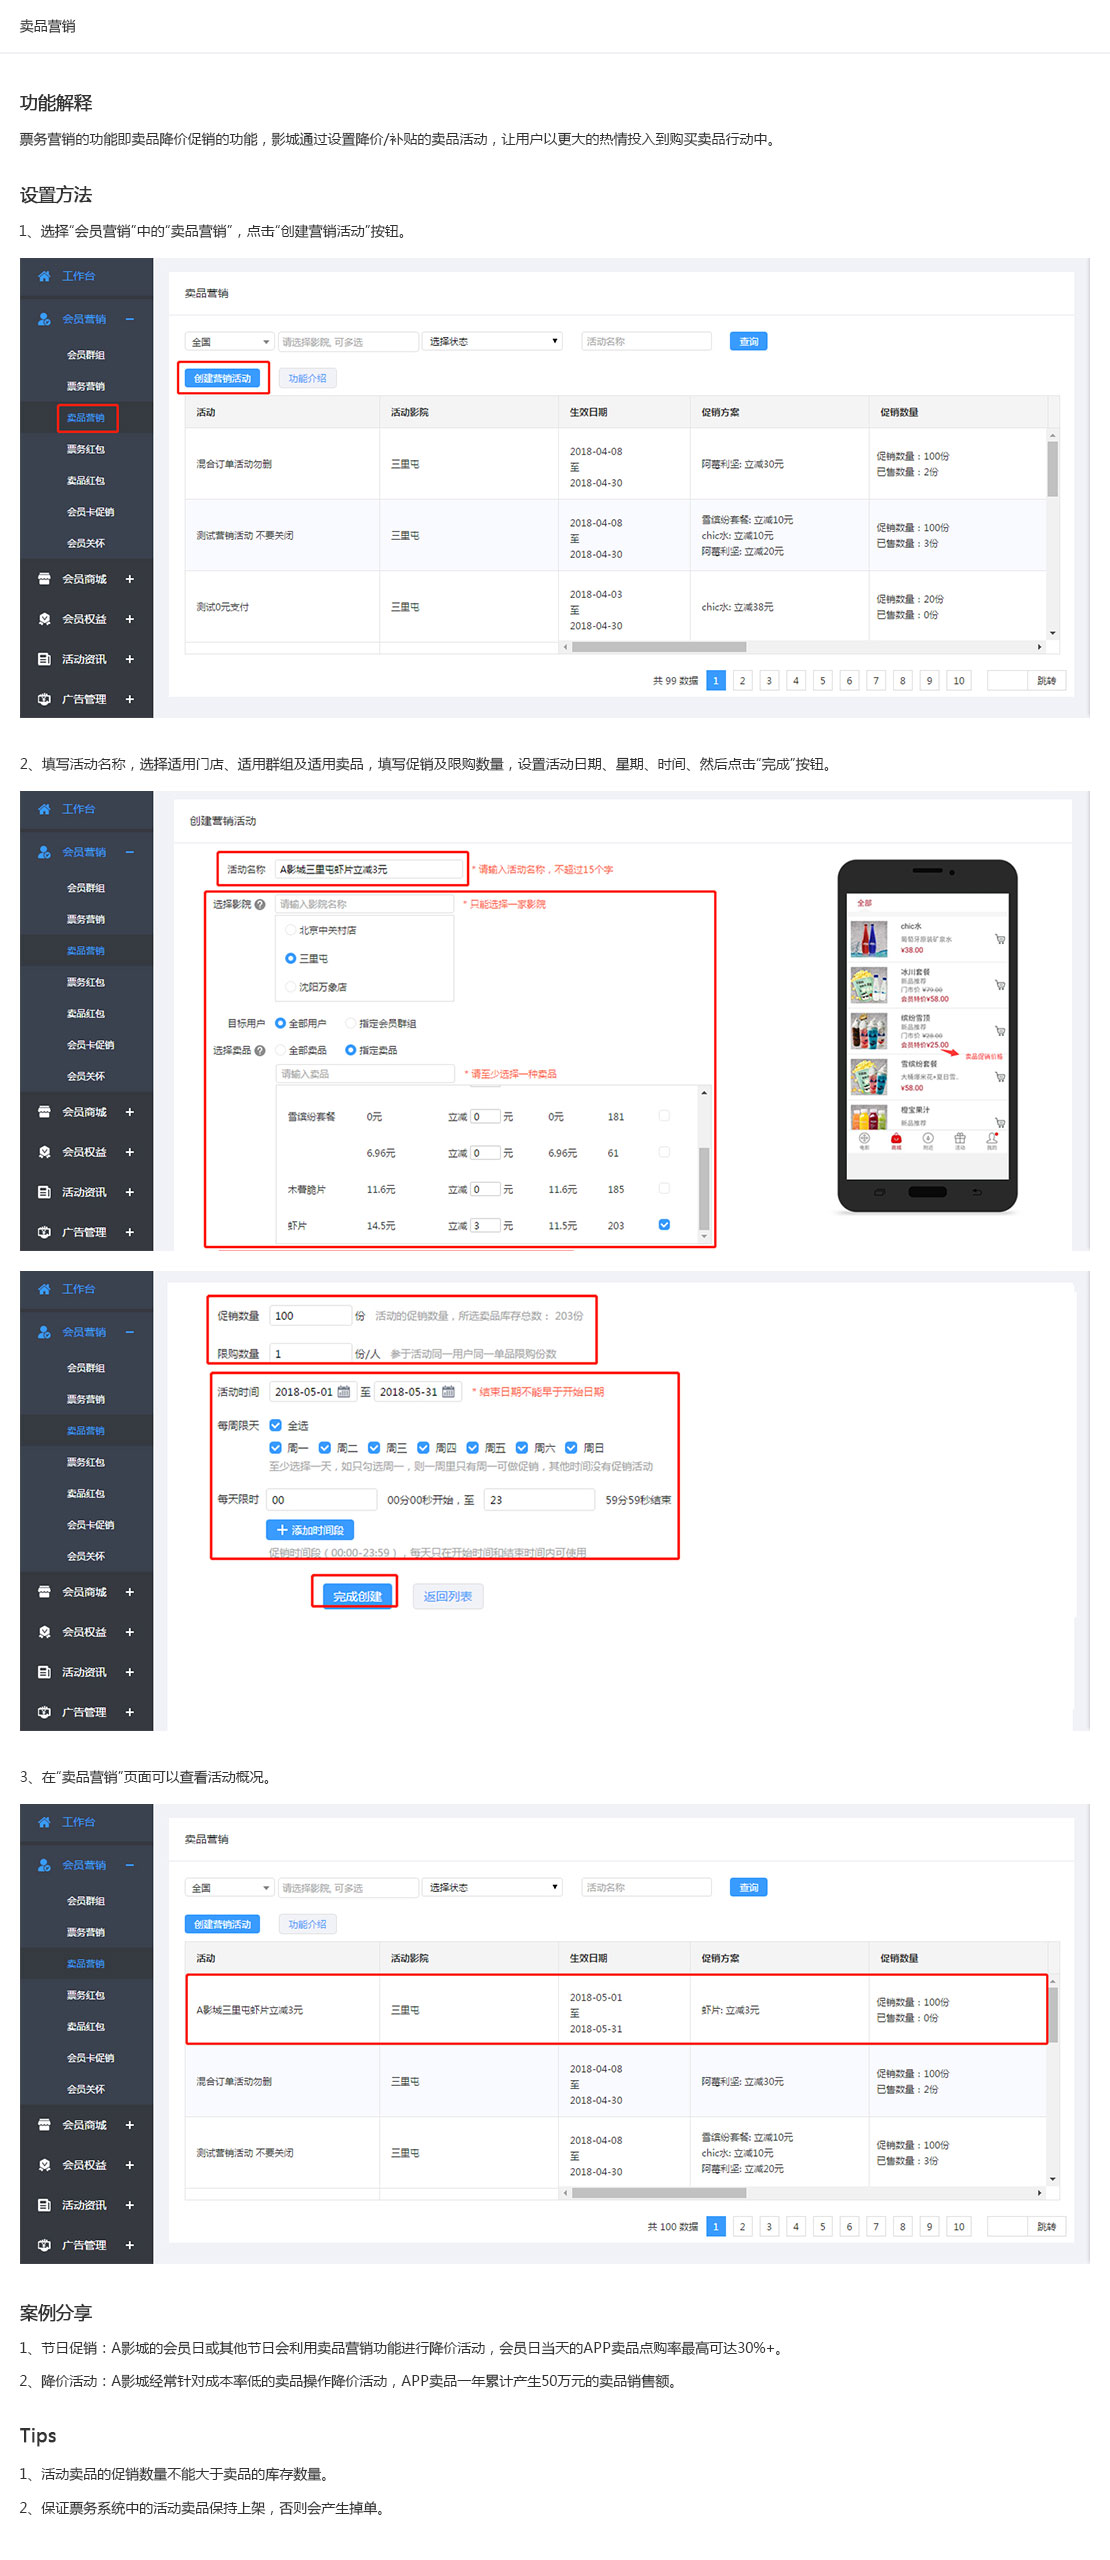 卖品营销
功能解释
票务营销的功能即卖品降价促销的功能，影城通过设置降价/补贴的卖品活动，让用户以更大的热情投入到购买卖品行动中。
设置方法
1、选择“会员营销”中的“卖品营销”，点击“创建营销活动”按钮。
工作台
会员营销
会员群组
票务营销
卖品营销
票务红包
卖品红包
会员卡促销
会员关怀
会员商城
会员权益
活动资讯
广告管理
卖品营销
全国 请选择影院, 可多选 选择状态 活动名称 查询
创建营销活动 功能介绍
活动 活动影院 生效日期 促销方案 促销数量
混合订单活动勿删 三里屯 2018-04-08 至 2018-04-30 阿莓利坚: 立减30元 促销数量：100份 已售数量：2份
测试营销活动 不要关闭 三里屯 2018-04-08 至 2018-04-30 雪缤纷套餐: 立减10元 chic水: 立减10元 阿莓利坚: 立减20元 促销数量：100份 已售数量：3份
测试0元支付 三里屯 2018-04-03 至 2018-04-30 chic水: 立减38元 促销数量：20份 已售数量：0份
共 99 数据 1 2 3 4 5 6 7 8 9 10 跳转
2、填写活动名称，选择适用门店、适用群组及适用卖品，填写促销及限购数量，设置活动日期、星期、时间、然后点击“完成”按钮。
工作台
会员营销
会员群组
票务营销
卖品营销
票务红包
卖品红包
会员卡促销
会员关怀
会员商城
会员权益
活动资讯
广告管理
创建营销活动
活动名称 A影城三里屯虾片立减3元 * 请输入活动名称，不超过15个字
选择影院 请输入影院名称 * 只能选择一家影院
北京中关村店
三里屯
沈阳万象店
目标用户 全部用户 指定会员群组
选择卖品 全部卖品 指定卖品
请输入卖品 * 请至少选择一种卖品
雪缤纷套餐 0元 立减 0 元 0元 181
6.96元 立减 0 元 6.96元 61
木薯脆片 11.6元 立减 0 元 11.6元 185
虾片 14.5元 立减 3 元 11.5元 203
全部
chic水
葡萄牙原装矿泉水
¥38.00
冰川套餐
新品推荐
门市价 ¥79.00
会员特价¥58.00
缤纷雪顶
新品推荐
门市价 ¥28.00
会员特价¥25.00
卖品促销价格
雪缤纷套餐
大桶爆米花+夏日雪..
¥58.00
橙宝果汁
新品推荐
活动 我的
工作台
会员营销
会员群组
票务营销
卖品营销
票务红包
卖品红包
会员卡促销
会员关怀
会员商城
会员权益
活动资讯
广告管理
促销数量 100 份 活动的促销数量，所选卖品库存总数： 203份
限购数量 1 份/人 参于活动同一用户同一单品限购份数
活动时间 2018-05-01 至 2018-05-31 * 结束日期不能早于开始日期
每周限天 全选
周一 周二 周三 周四 周五 周六 周日
至少选择一天，如只勾选周一，则一周里只有周一可做促销，其他时间没有促销活动
每天限时 00 00分00秒开始，至 23 59分59秒结束
+ 添加时间段
促销时间段（00:00-23:59），每天只在开始时间和结束时间内可使用
完成创建 返回列表
3、在“卖品营销”页面可以查看活动概况。
工作台
会员营销
会员群组
票务营销
卖品营销
票务红包
卖品红包
会员卡促销
会员关怀
会员商城
会员权益
活动资讯
广告管理
卖品营销
全国 请选择影院, 可多选 选择状态 活动名称 查询
创建营销活动 功能介绍
活动 活动影院 生效日期 促销方案 促销数量
A影城三里屯虾片立减3元 三里屯 2018-05-01 至 2018-05-31 虾片: 立减3元 促销数量：100份 已售数量：0份
混合订单活动勿删 三里屯 2018-04-08 至 2018-04-30 阿莓利坚: 立减30元 促销数量：100份 已售数量：2份
测试营销活动 不要关闭 三里屯 2018-04-08 至 2018-04-30 雪缤纷套餐: 立减10元 chic水: 立减10元 阿莓利坚: 立减20元 促销数量：100份 已售数量：3份
共 100 数据 1 2 3 4 5 6 7 8 9 10 跳转
案例分享
1、节日促销：A影城的会员日或其他节日会利用卖品营销功能进行降价活动，会员日当天的APP卖品点购率最高可达30%+。
2、降价活动：A影城经常针对成本率低的卖品操作降价活动，APP卖品一年累计产生50万元的卖品销售额。
Tips
1、活动卖品的促销数量不能大于卖品的库存数量。
2、保证票务系统中的活动卖品保持上架，否则会产生掉单。